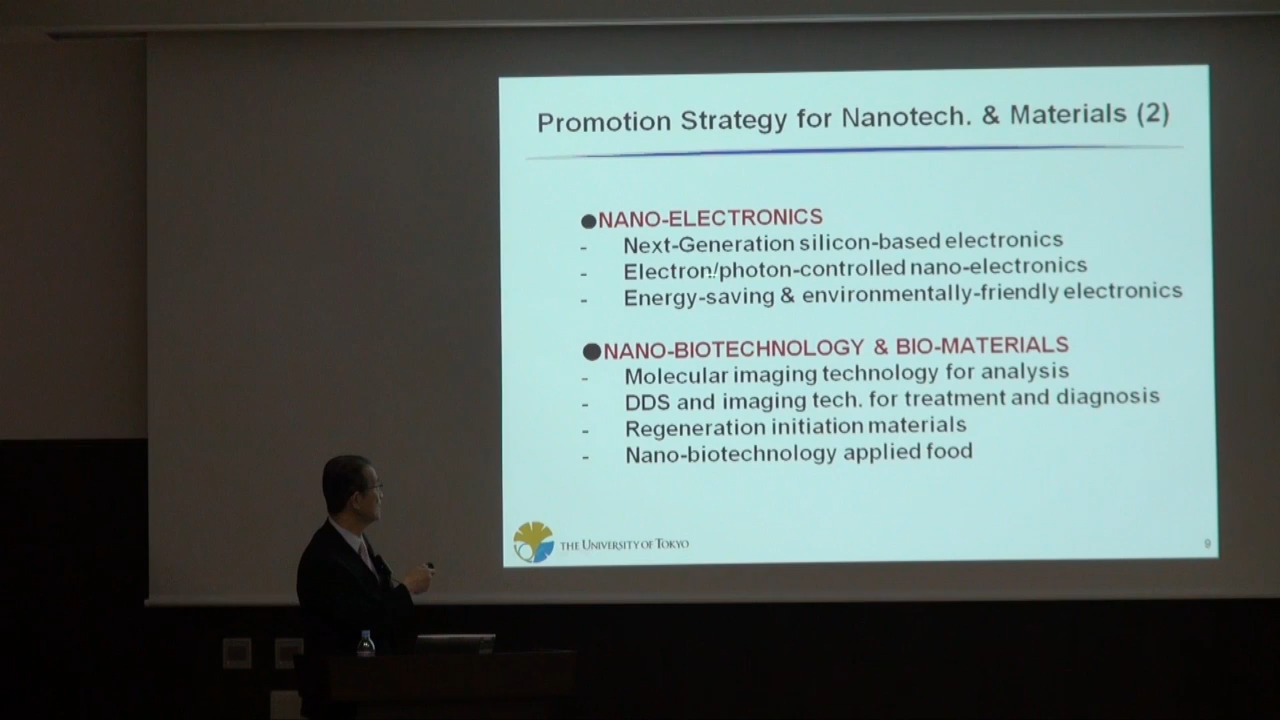 Promotion Strategy for Nanotech. & Materials (2)
●NANO-ELECTRONICS
- Next-Generation silicon-based electronics
- Electron/photon-controlled nano-electronics
- Energy-saving & environmentally-friendly electronics
●NANO-BIOTECHNOLOGY & BIO-MATERIALS
- Molecular imaging technology for analysis
- DDS and imaging tech. for treatment and diagnosis
- Regeneration initiation materials
- Nano-biotechnology applied food
THE UNIVERSITY OF TOKYO
9